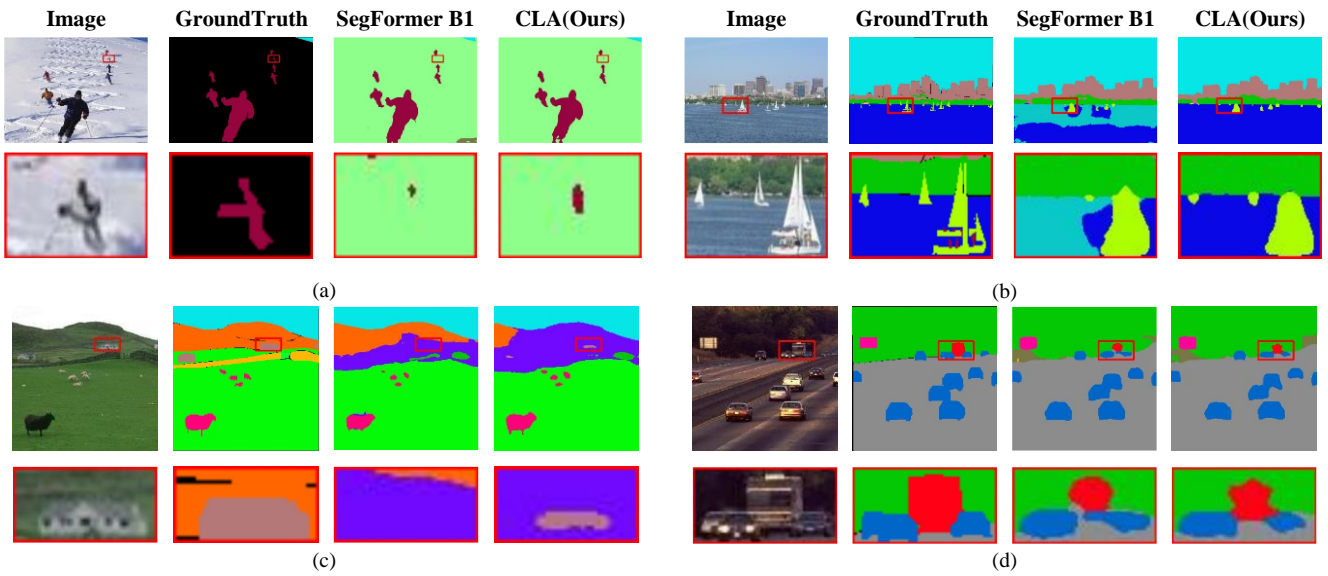 Image GroundTruth SegFormer B1 CLA(Ours) Image GroundTruth SegFormer B1 CLA(Ours)
(a) (b)
(c) (d)